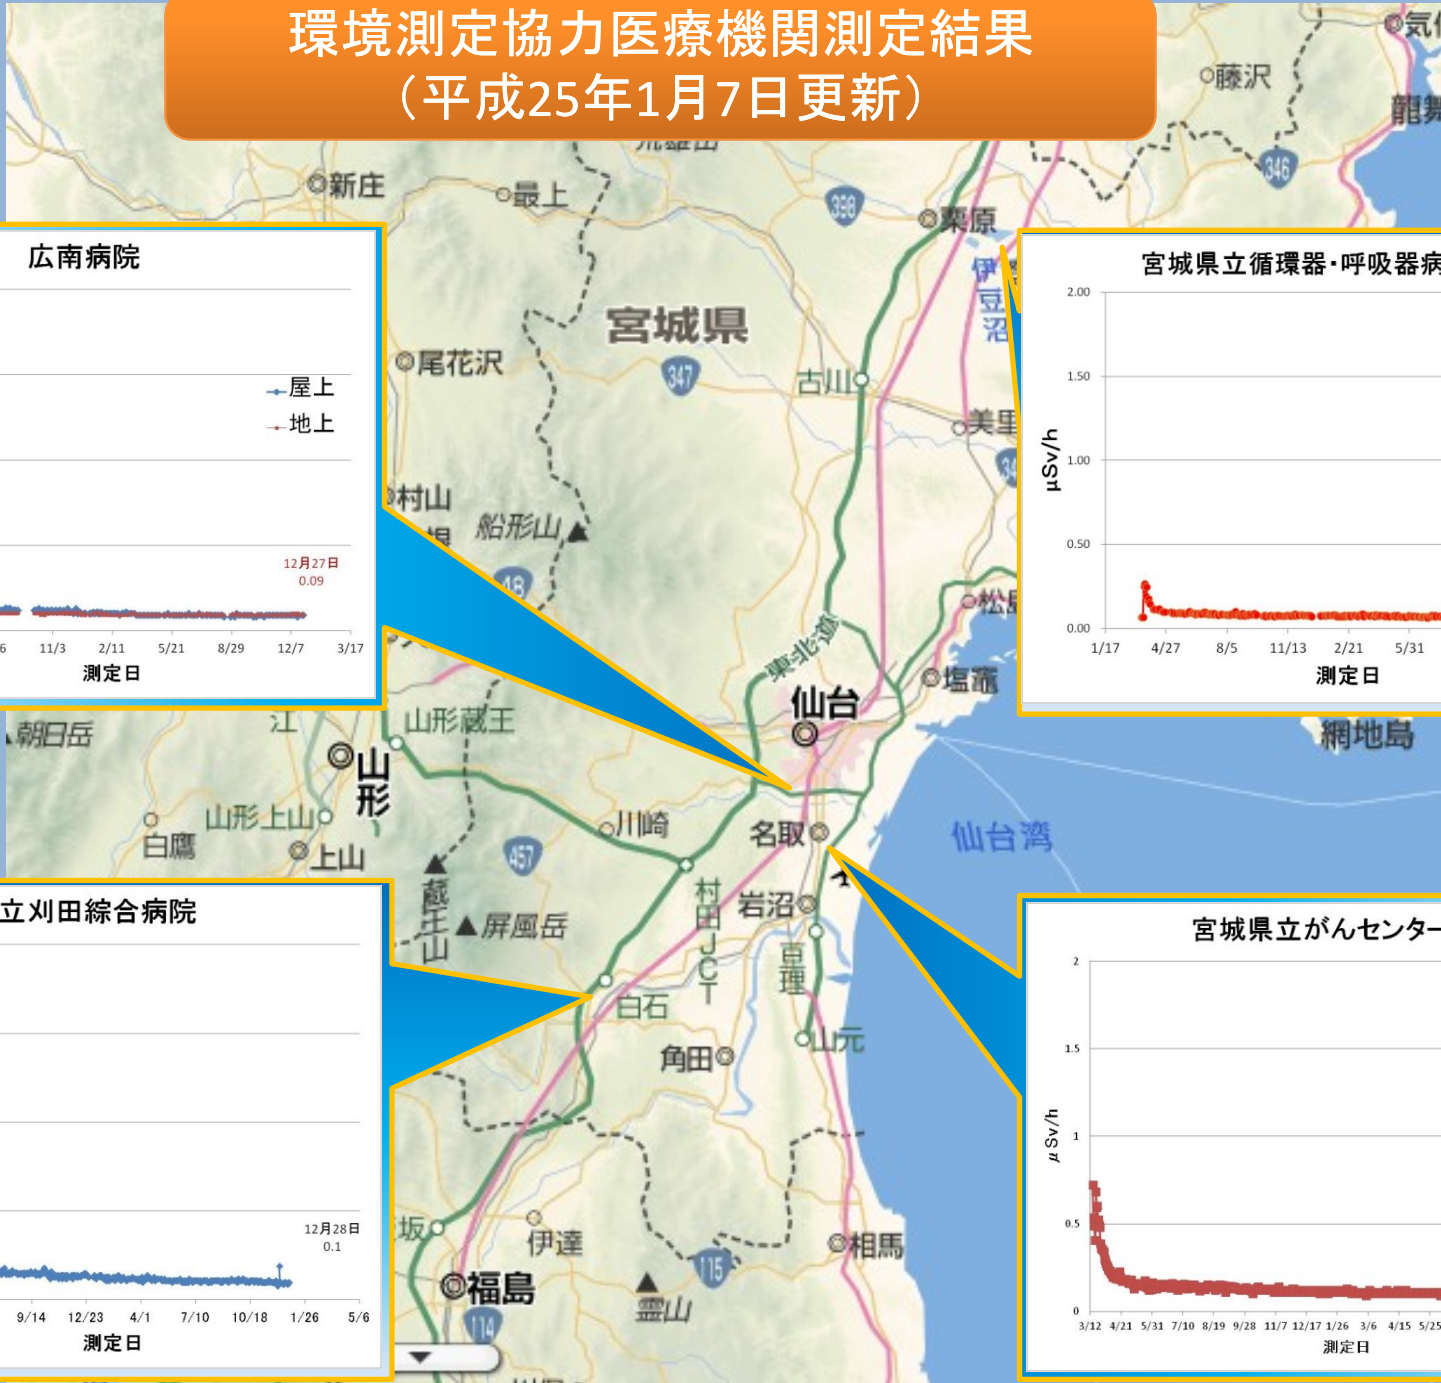 環境測定協力医療機関測定結果
（平成25年1月7日更新）
気
藤沢
龍舞
346
新庄
最上
398
栗原
伊豆沼
広南病院
屋上
地上
12月27日
0.09
6 11/3 2/11 5/21 8/29 12/7 3/17
測定日
宮城県立循環器・呼吸器病
2.00
1.50
1.00
0.50
0.00
μSv/h
1/17 4/27 8/5 11/13 2/21 5/31
測定日
宮城県
347
尾花沢
古川
美里
34
村山
船形山
48
松島
東北道
塩竈
仙台
朝日岳
江
山形蔵王
山形
網地島
山形上山
白鷹
上山
川崎
457
名取
仙台湾
蔵王山
屏風岳
村田JCT
岩沼
亘理
白石
角田
山元
立刈田綜合病院
12月28日
0.1
9/14 12/23 4/1 7/10 10/18 1/26 5/6
測定日
宮城県立がんセンター
2
1.5
1
0.5
0
μSv/h
3/12 4/21 5/31 7/10 8/19 9/28 11/7 12/17 1/26 3/6 4/15 5/25
測定日
坂
伊達
相馬
115
福島
霊山
114